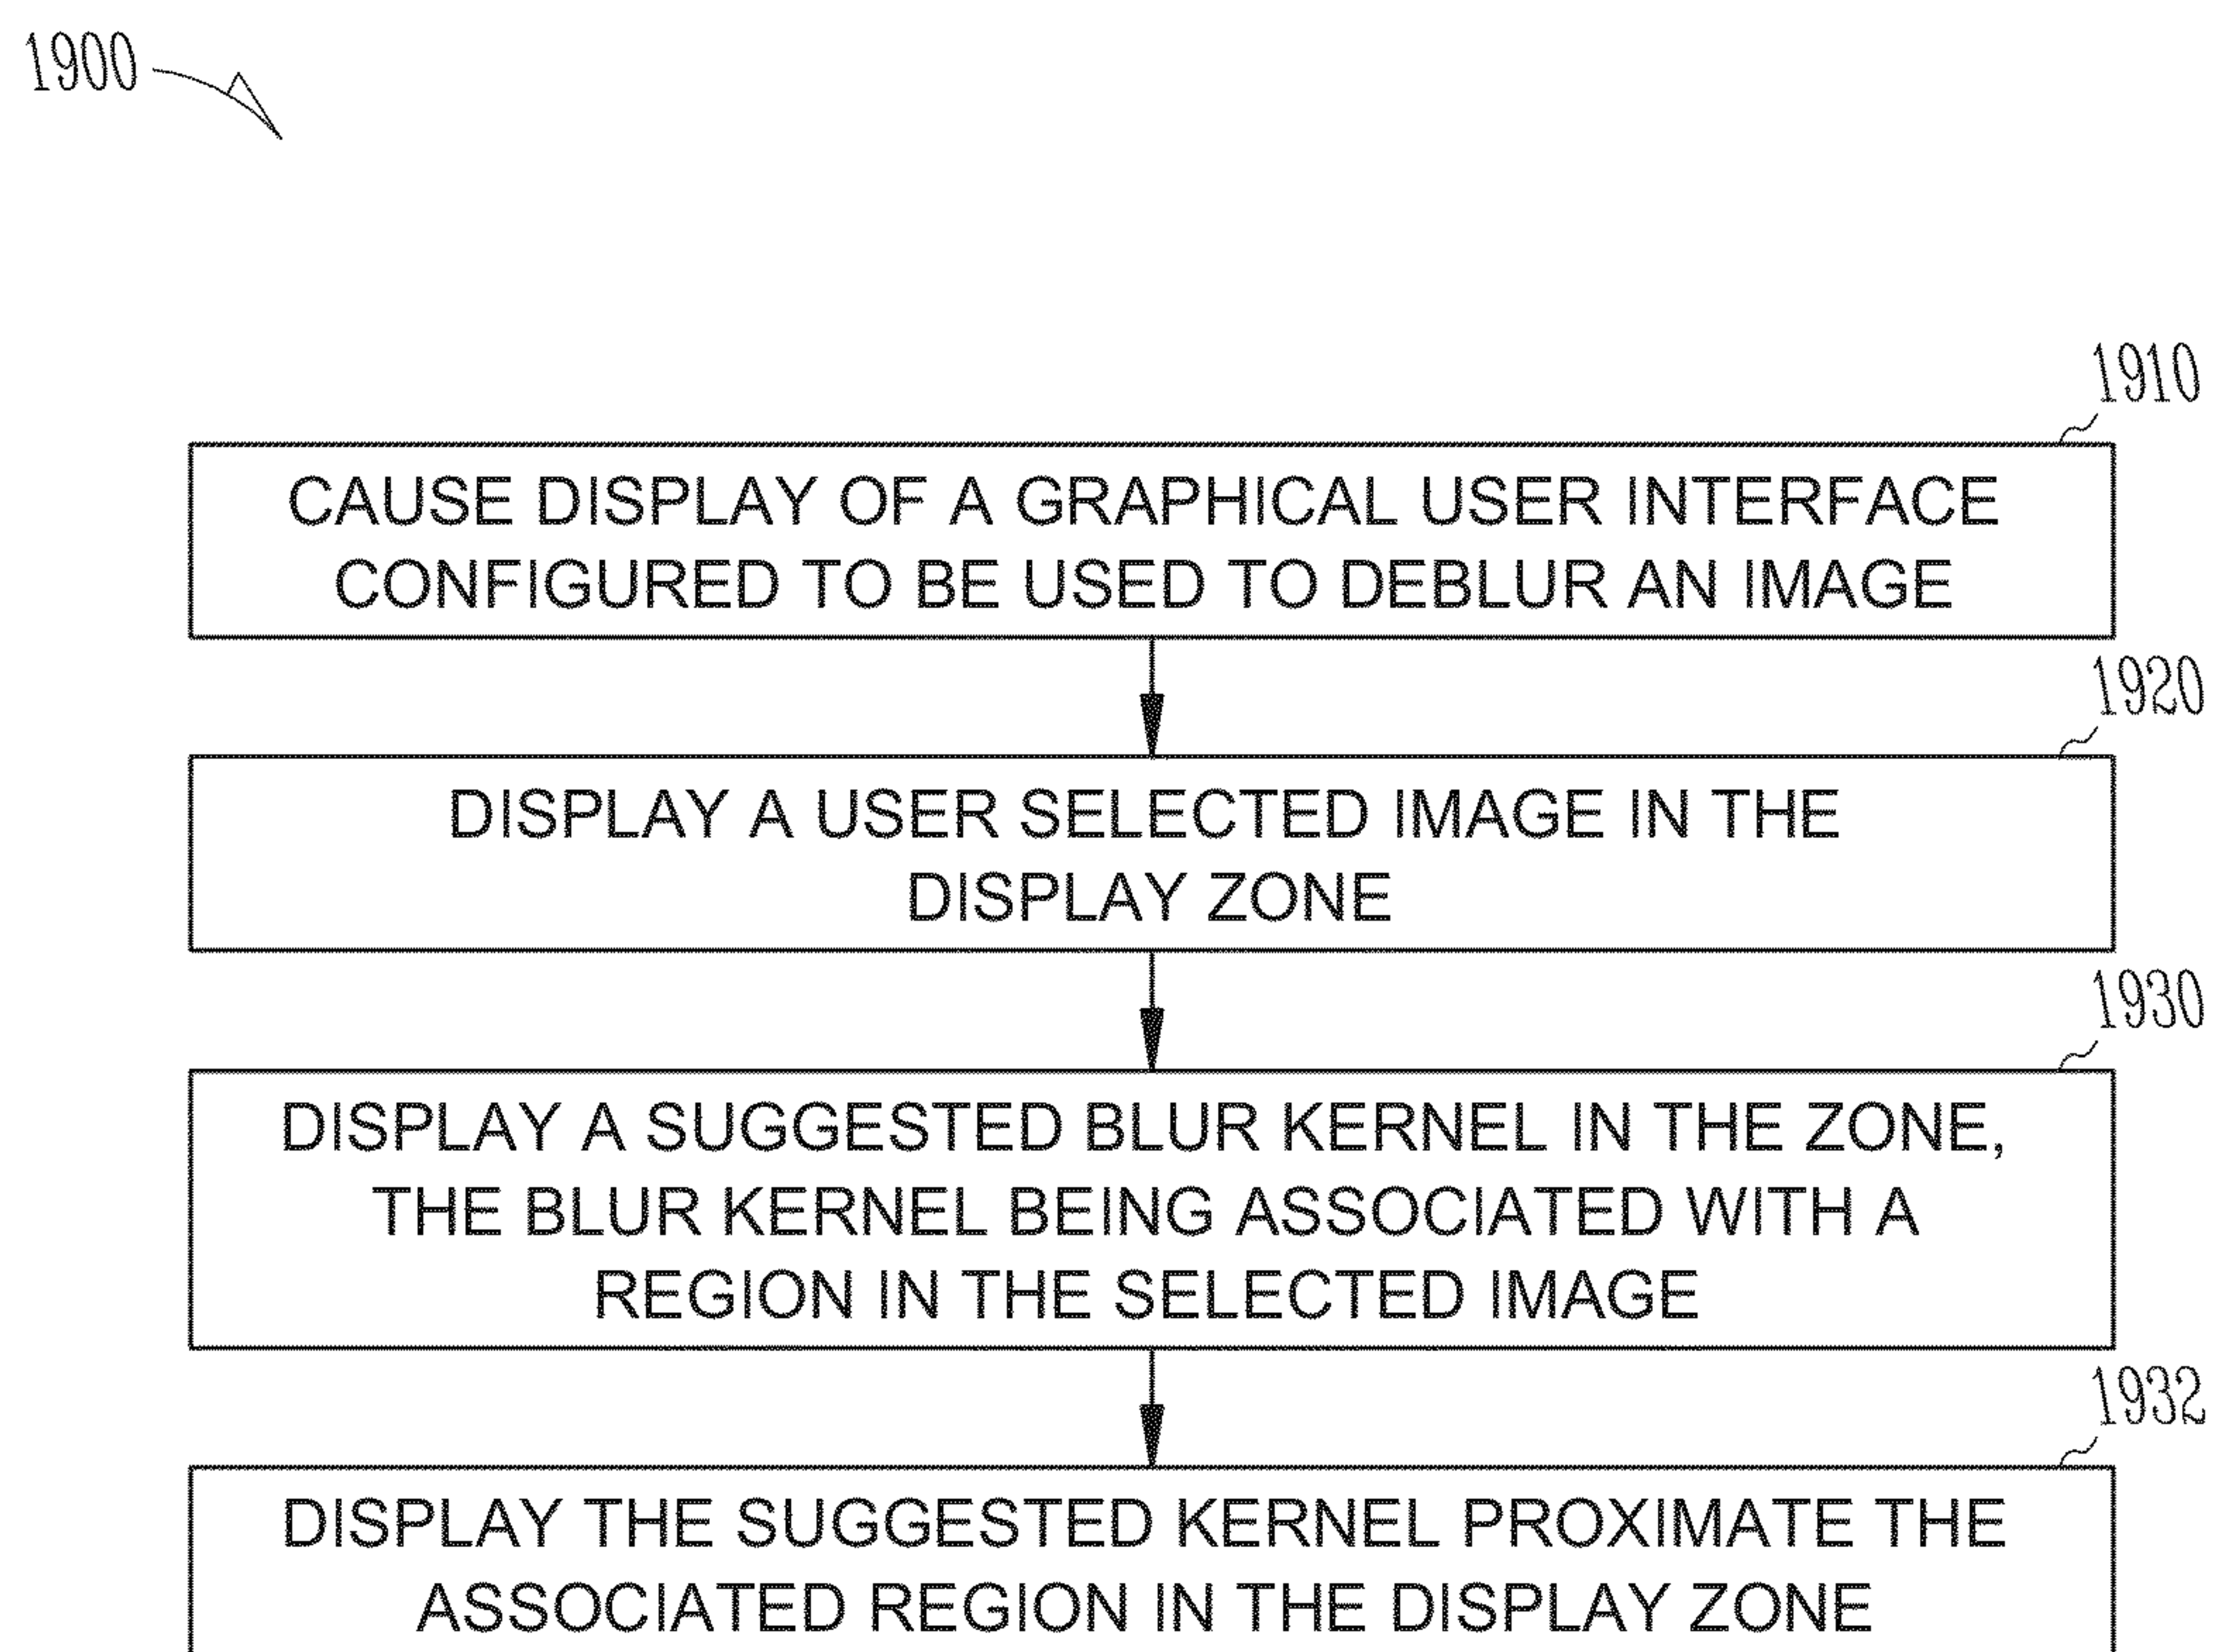 1900
1910
CAUSE DISPLAY OF A GRAPHICAL USER INTERFACE
CONFIGURED TO BE USED TO DEBLUR AN IMAGE
1920
DISPLAY A USER SELECTED IMAGE IN THE
DISPLAY ZONE
1930
DISPLAY A SUGGESTED BLUR KERNEL IN THE ZONE,
THE BLUR KERNEL BEING ASSOCIATED WITH A
REGION IN THE SELECTED IMAGE
1932
DISPLAY THE SUGGESTED KERNEL PROXIMATE THE
ASSOCIATED REGION IN THE DISPLAY ZONE